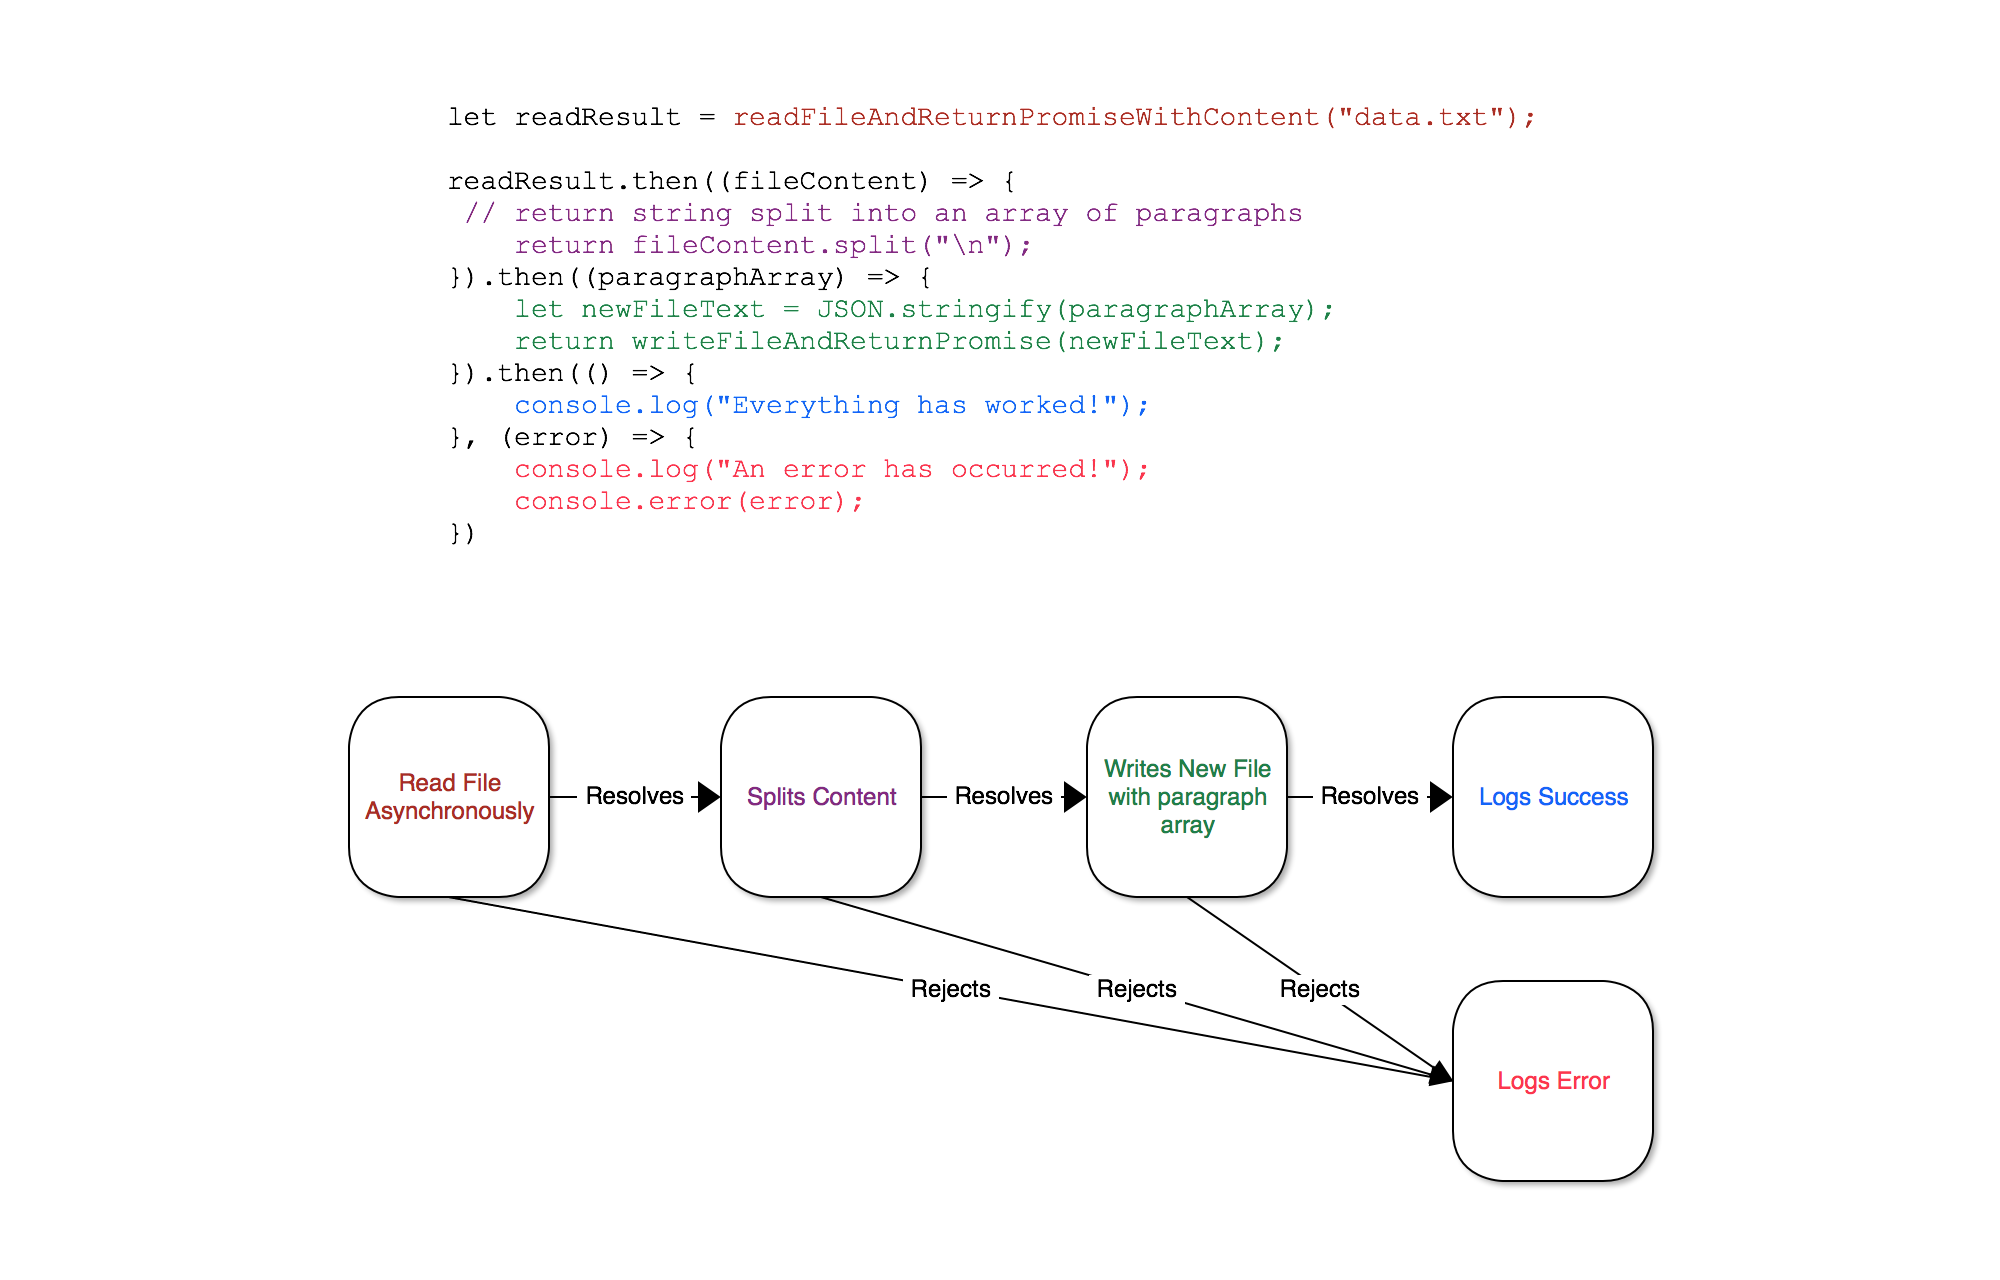 let readResult = readFileAndReturnPromiseWithContent("data.txt");
readResult.then((fileContent) => {
// return string split into an array of paragraphs
return fileContent.split("\n");
}).then((paragraphArray) => {
let newFileText = JSON.stringify(paragraphArray);
return writeFileAndReturnPromise(newFileText);
}).then(() => {
console.log("Everything has worked!");
}, (error) => {
console.log("An error has occurred!");
console.error(error);
})
Read File
Asynchronously
Resolves
Splits Content
Resolves
Writes New File
with paragraph
array
Resolves
Logs Success
Rejects
Rejects
Rejects
Logs Error